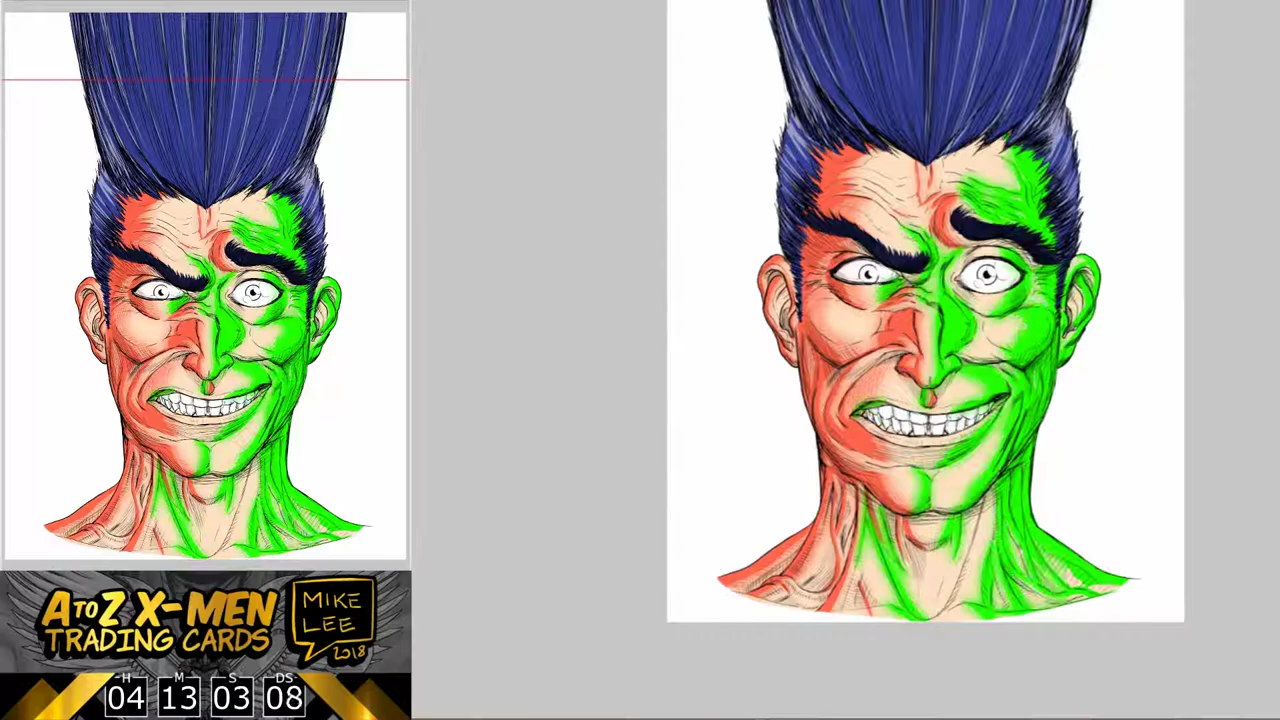 A TO Z X-MEN
TRADING CARDS
MIKE
LEE
2018
H M S DS
04 13 03 08